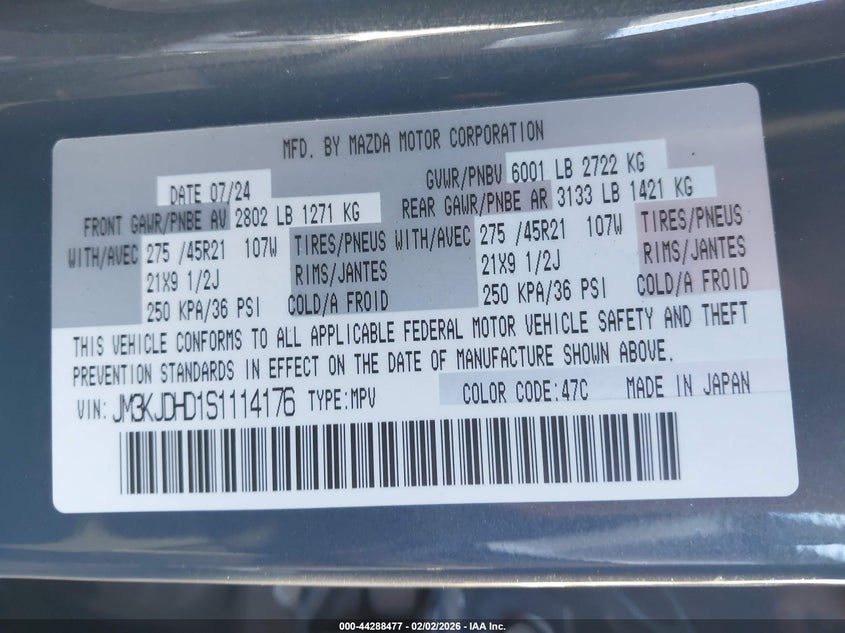 MFD. BY MAZDA MOTOR CORPORATION
DATE 07/24 GVWR/PNBV 6001 LB 2722 KG
FRONT GAWR/PNBE AV 2802 LB 1271 KG REAR GAWR/PNBE AR 3133 LB 1421 KG
WITH/AVEC 275 /45R21 107W TIRES/PNEUS WITH/AVEC 275 /45R21 107W TIRES/PNEUS
21X9 1/2J RIMS/JANTES 21X9 1/2J RIMS/JANTES
250 KPA/36 PSI COLD/A FROID 250 KPA/36 PSI COLD/A FROID
THIS VEHICLE CONFORMS TO ALL APPLICABLE FEDERAL MOTOR VEHICLE SAFETY AND THEFT
PREVENTION STANDARDS IN EFFECT ON THE DATE OF MANUFACTURE SHOWN ABOVE.
VIN: JM3KJDHD1S1114176 TYPE:MPV COLOR CODE:47C MADE IN JAPAN
000-44288477 - 02/02/2026 - IAA Inc.